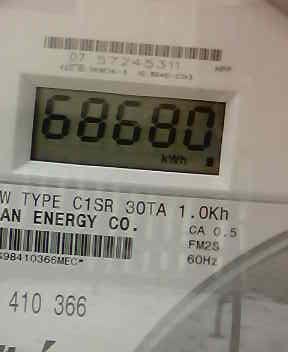 07 57245311
68680
kWh
W TYPE C1SR 30TA 1.0Kh
AN ENERGY CO.
CA 0.5
FM2S
498410366MEC*
60Hz
410 366